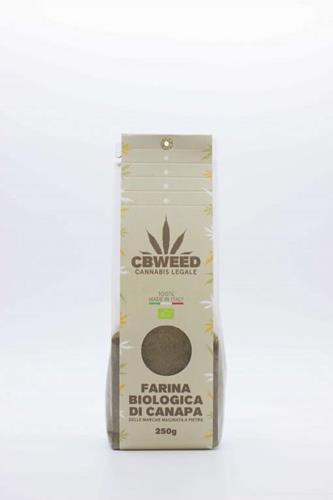 CBWEED
CANNABIS LEGALE
100%
MADE IN ITALY
FARINA
BIOLOGICA
DI CANAPA
DELLE MARCHE MACINATA A PIETRA
250g